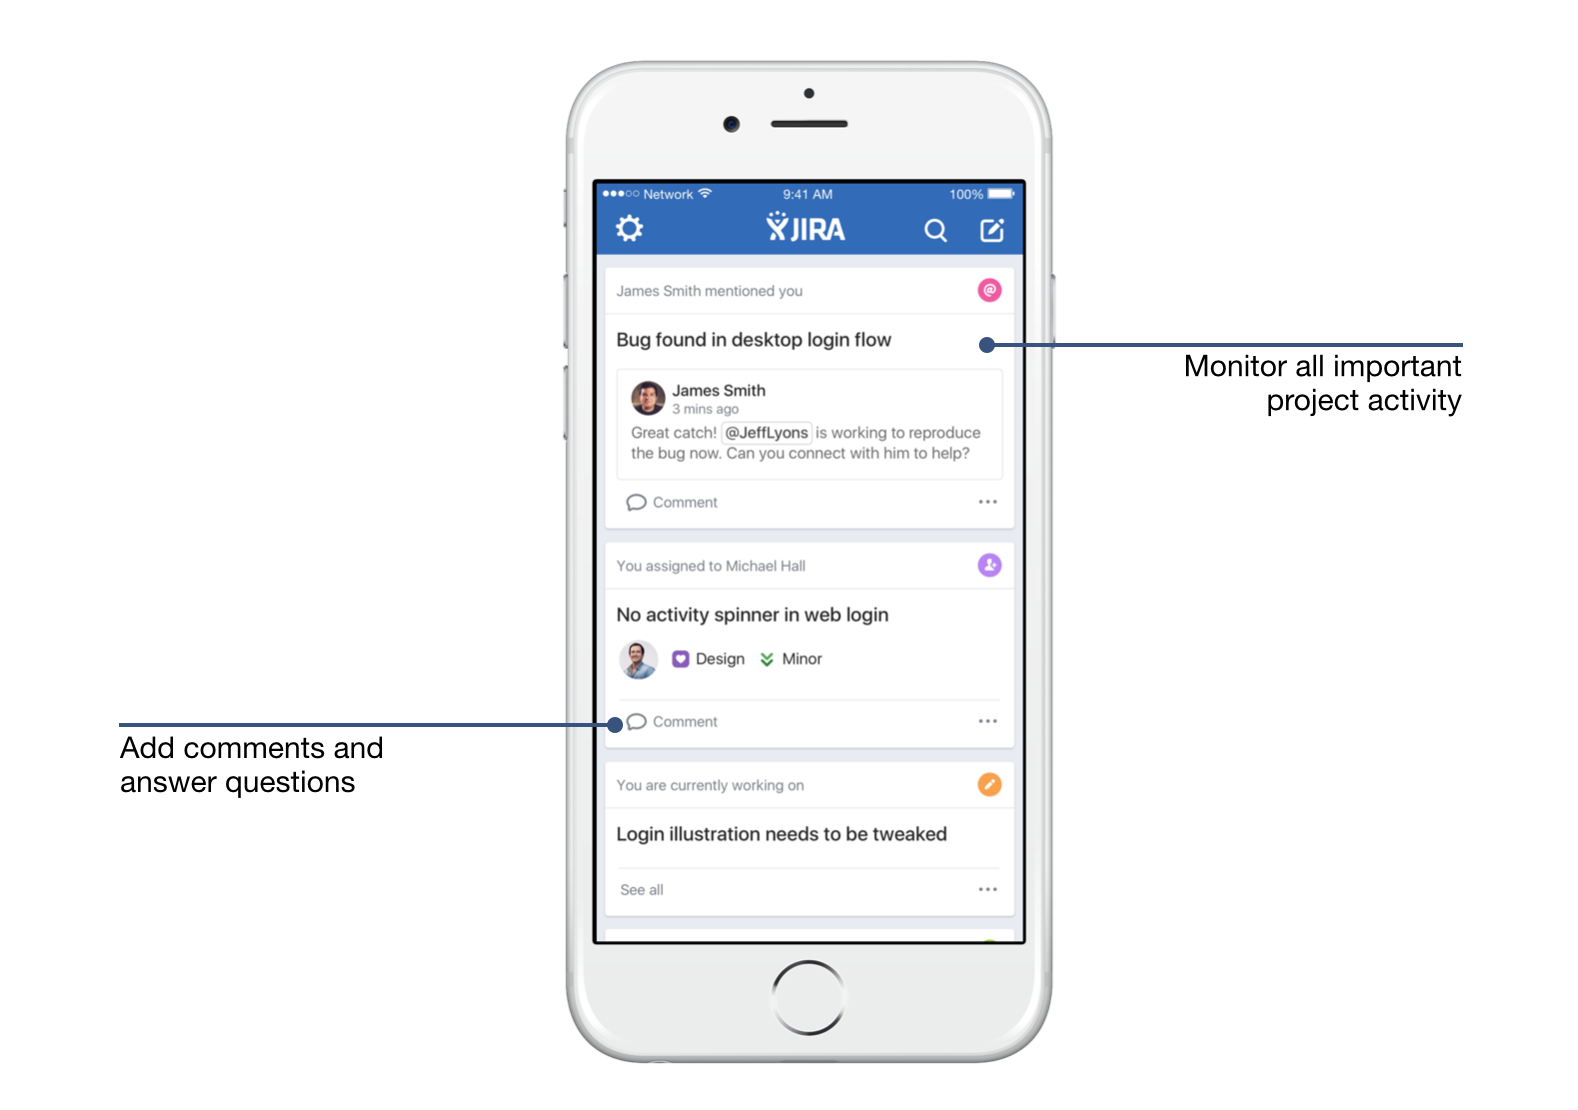 Network
9:41 AM
100%
JIRA
James Smith mentioned you
@
Bug found in desktop login flow
James Smith
3 mins ago
Great catch! @JeffLyons is working to reproduce
the bug now. Can you connect with him to help?
Comment
Monitor all important
project activity
You assigned to Michael Hall
No activity spinner in web login
Design
Minor
Comment
Add comments and
answer questions
You are currently working on
Login illustration needs to be tweaked
See all